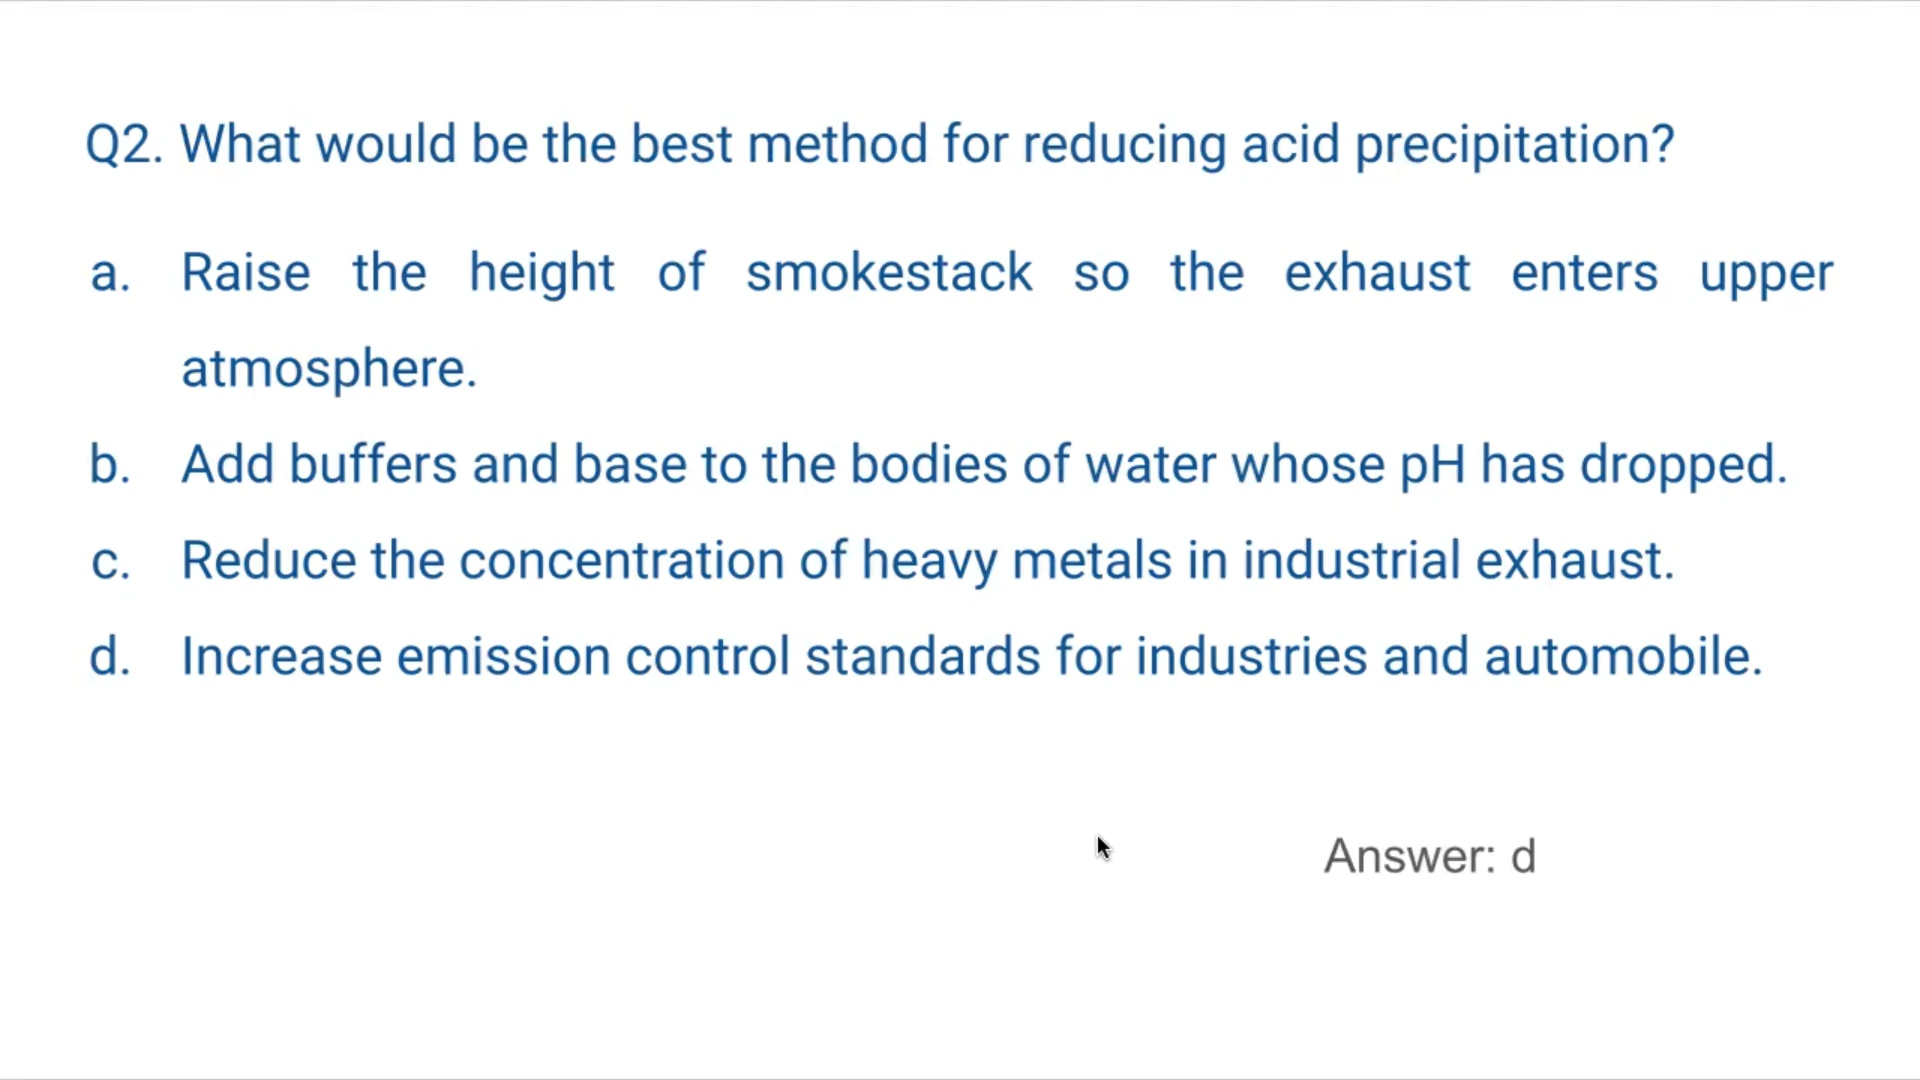 Q2. What would be the best method for reducing acid precipitation?
a. Raise the height of smokestack so the exhaust enters upper
atmosphere.
b. Add buffers and base to the bodies of water whose pH has dropped.
c. Reduce the concentration of heavy metals in industrial exhaust.
d. Increase emission control standards for industries and automobile.
Answer: d